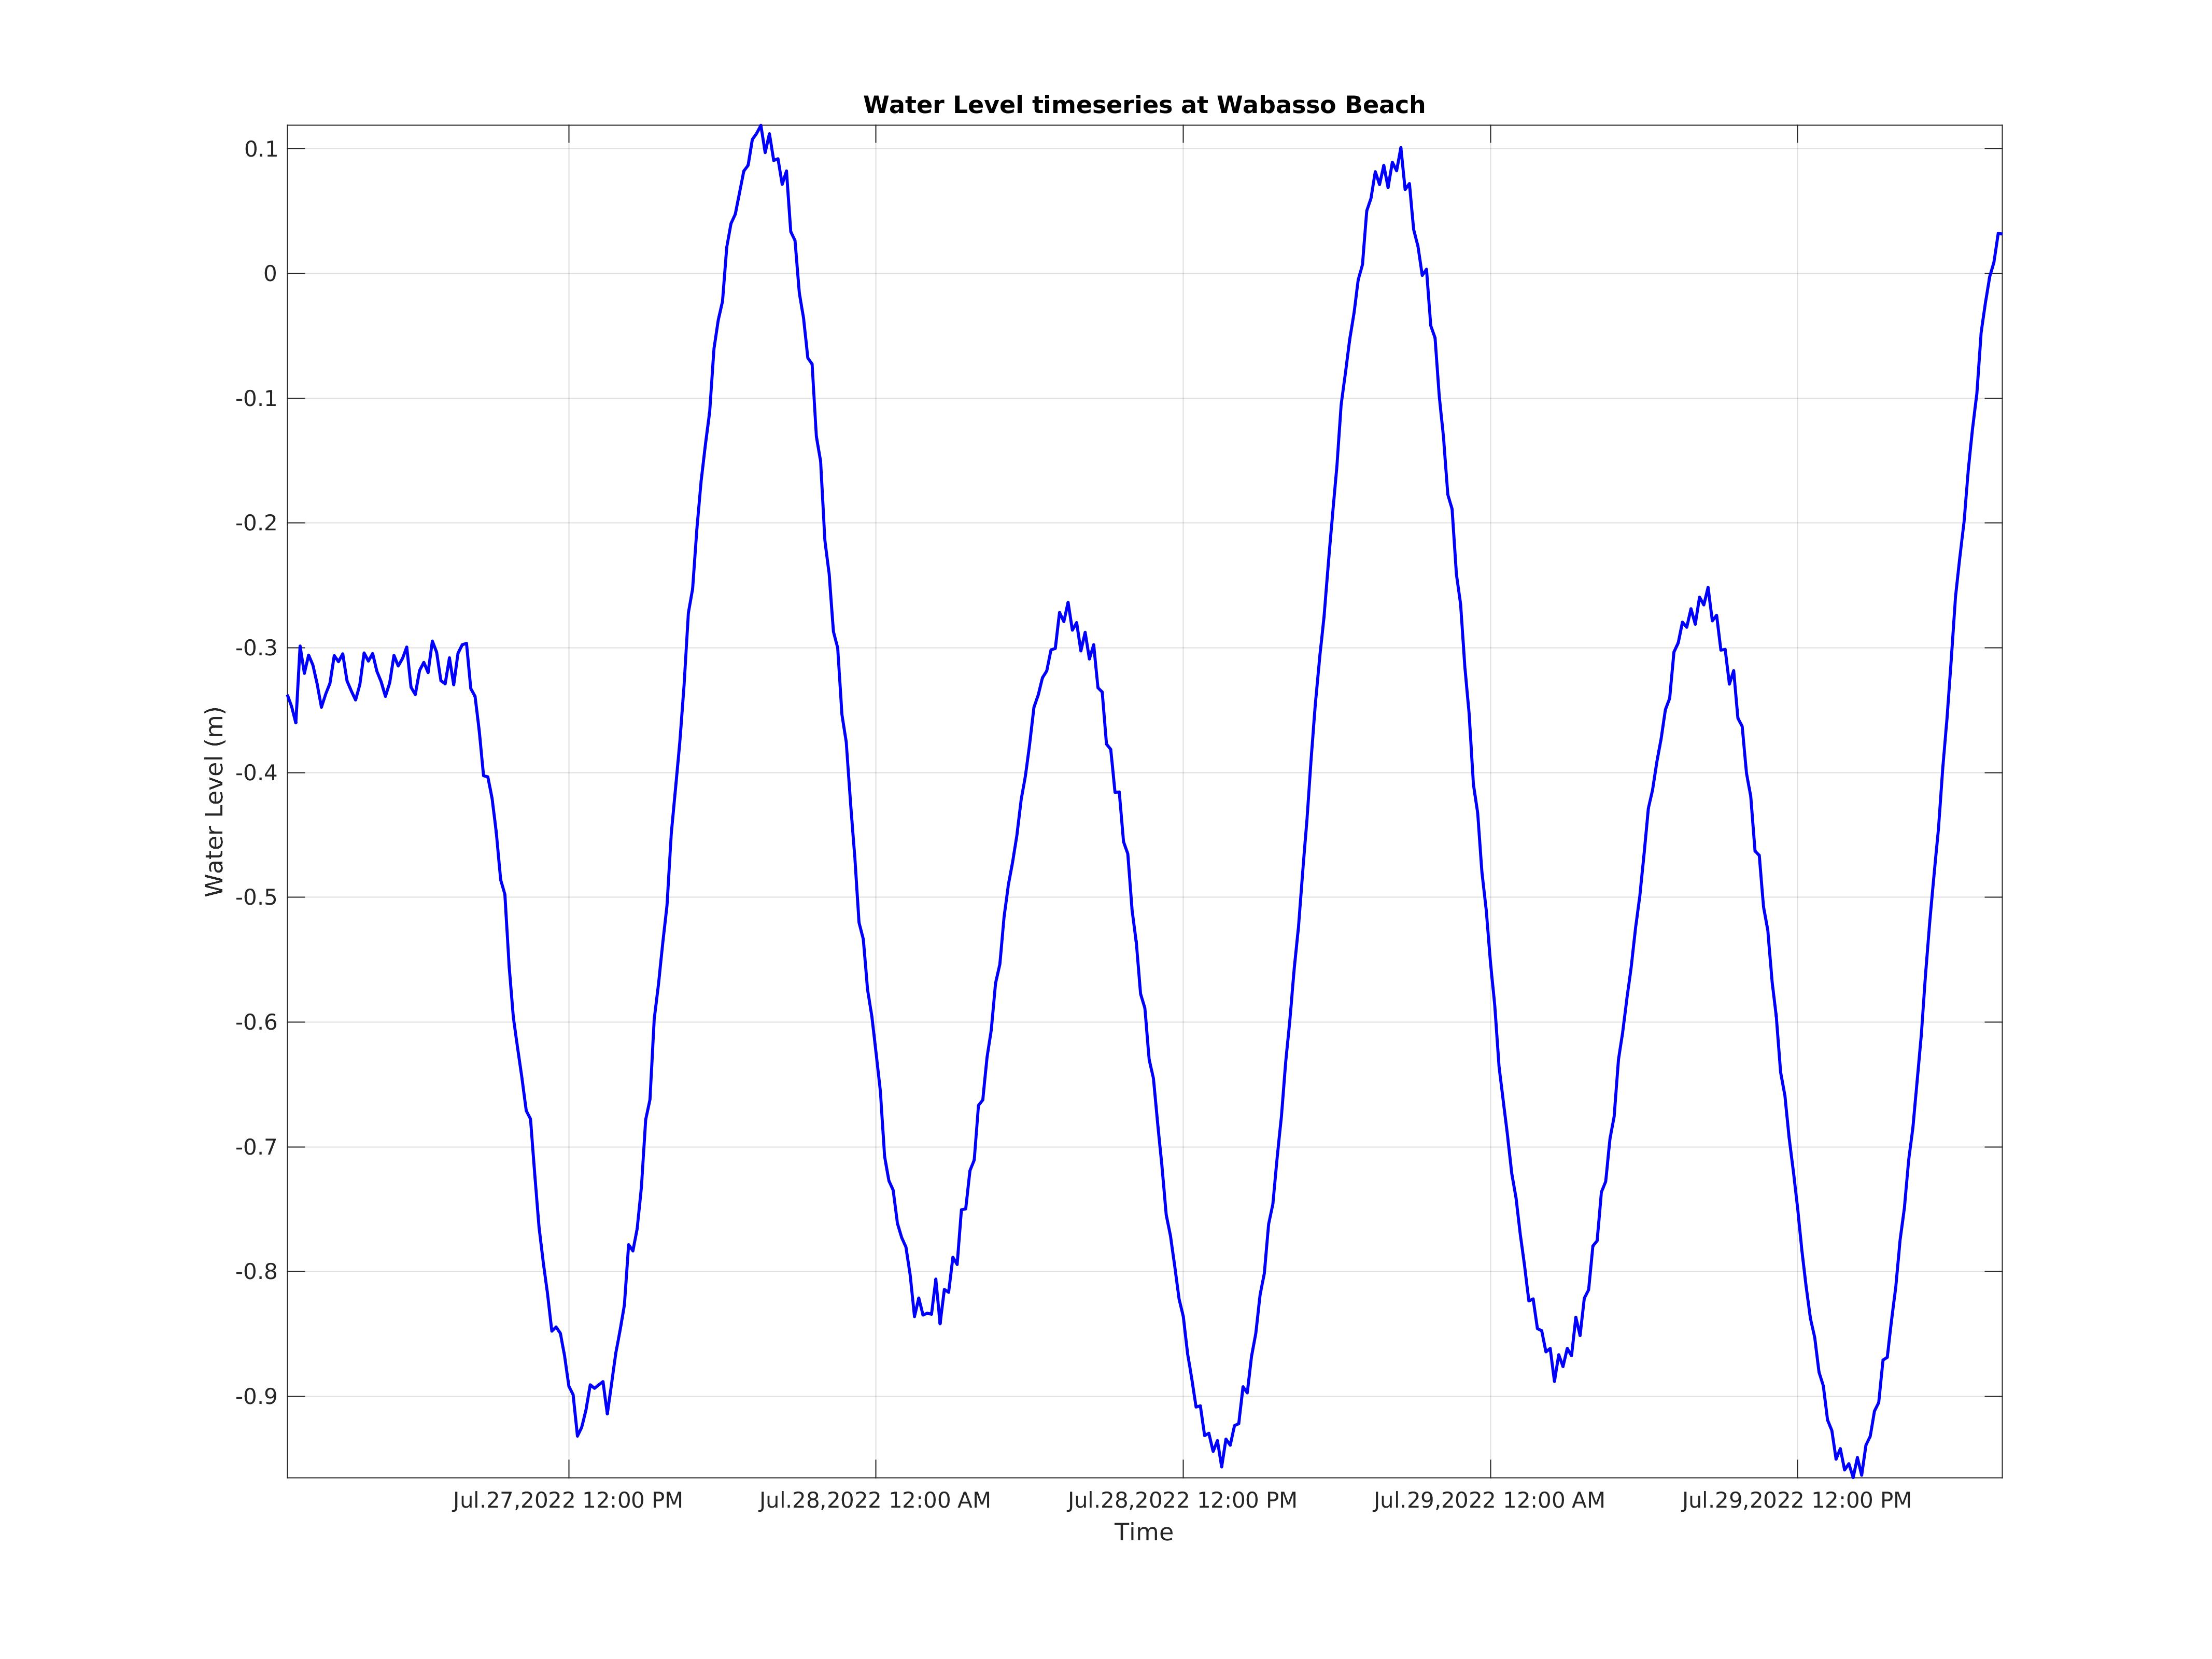 Water Level timeseries at Wabasso Beach
0.1
0
-0.1
-0.2
-0.3
-0.4
-0.5
-0.6
-0.7
-0.8
-0.9
Water Level (m)
Jul.27,2022 12:00 PM
Jul.28,2022 12:00 AM
Jul.28,2022 12:00 PM
Jul.29,2022 12:00 AM
Jul.29,2022 12:00 PM
Time